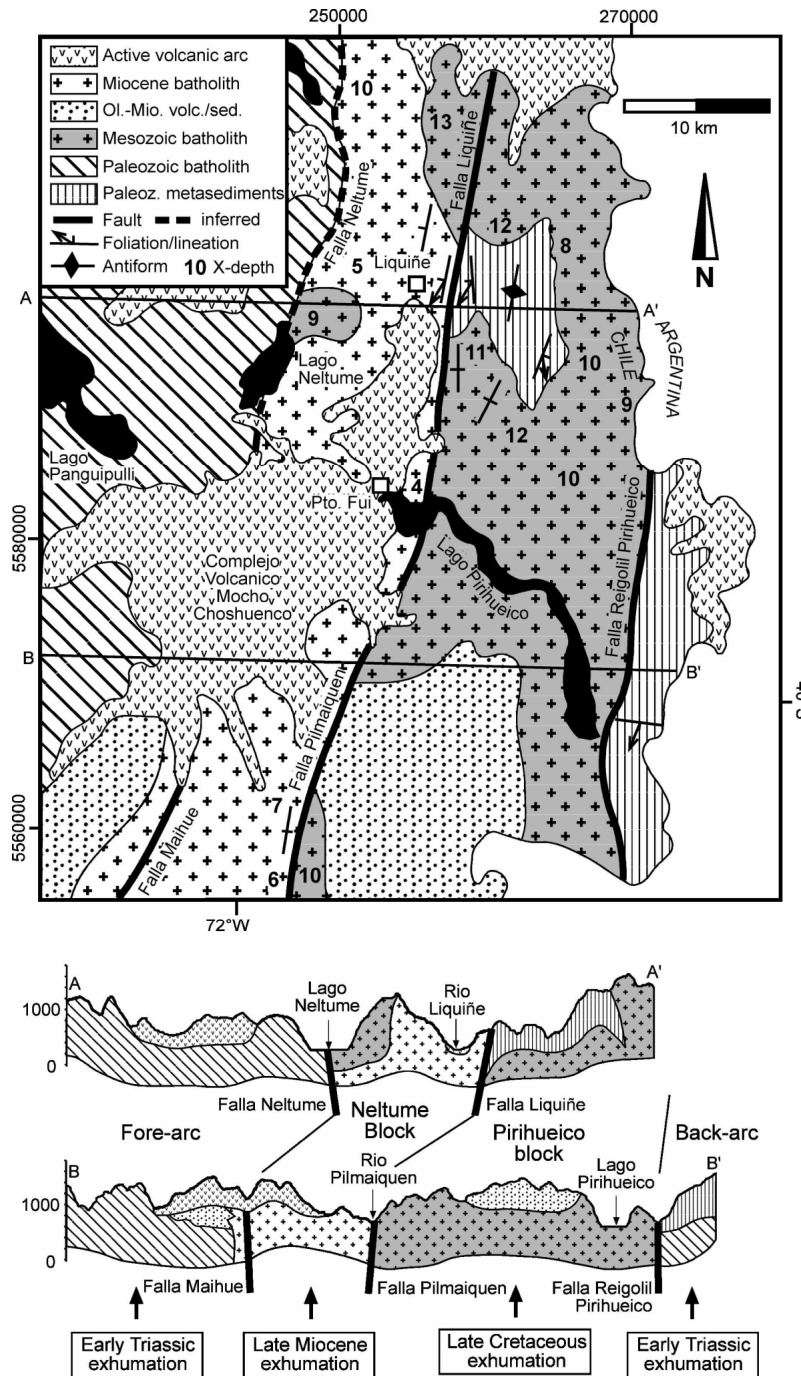 250000
270000
Active volcanic arc
Miocene batholith
Ol.-Mio. volc./sed.
Mesozoic batholith
Paleozoic batholith
Paleoz. metasediments
Fault
inferred
Foliation/lineation
Antiform
10 X-depth
10 km
N
10
13
Falla Liquiñe
Falla Neltume
12
8
5
Liquiñe
A
A'
9
Lago
Neltume
11
10
CHILE
ARGENTINA
9
12
Lago
Panguipulli
10
4
Pto. Fui
5580000
Complejo
Volcanico
Mocho
Choshuenco
Lago Pirihueico
Falla Reigolil Pirihueico
B
B'
Falla Pilmaiquen
7
5560000
Falla Maihue
6
10
72°W
A
A'
Lago
Neltume
Rio
Liquiñe
1000
0
Falla Neltume
Neltume
Block
Falla Liquiñe
Fore-arc
Pirihueico
block
Back-arc
B
B'
Rio
Pilmaiquen
Lago
Pirihueico
1000
0
Falla Maihue
Falla Pilmaiquen
Falla Reigolil
Pirihueico
Early Triassic
exhumation
Late Miocene
exhumation
Late Cretaceous
exhumation
Early Triassic
exhumation